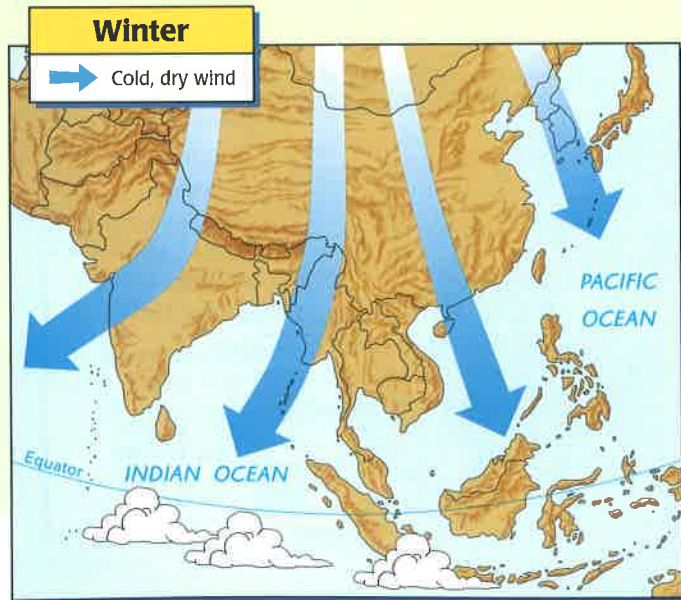 Winter
Cold, dry wind
PACIFIC
OCEAN
Equator
INDIAN OCEAN